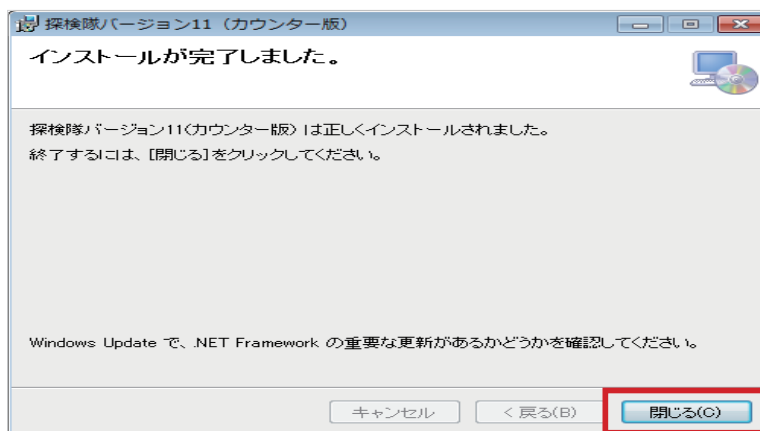 探検隊バージョン11（カウンター版）
インストールが完了しました。
探検隊バージョン11(カウンター版) は正しくインストールされました。
終了するには、[閉じる]をクリックしてください。
Windows Update で、.NET Framework の重要な更新があるかどうかを確認してください。
キャンセル
< 戻る(B)
閉じる(C)